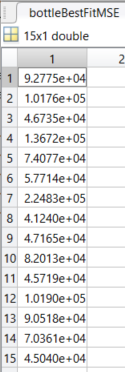 bottleBestFitMSE
15x1 double
1 2
1 9.2775e+04
2 1.0176e+05
3 4.6735e+04
4 1.3672e+05
5 7.4077e+04
6 5.7714e+04
7 2.2483e+05
8 4.1240e+04
9 4.7165e+04
10 8.2013e+04
11 4.5719e+04
12 1.0190e+05
13 9.0518e+04
14 7.0361e+04
15 4.5040e+04